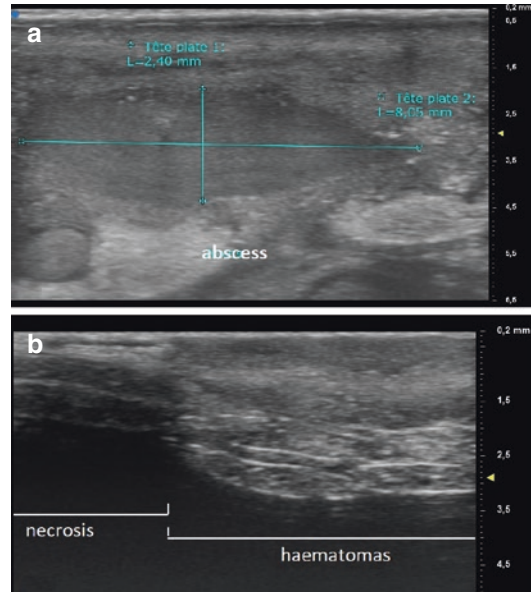 a
Tête plate 1:
L=2,40 mm
Tête plate 2:
L=8,05 mm
abscess
0,2 mm
1,5
2,5
3,5
4,5
5,5
b
necrosis
haematomas
0,2 mm
1,5
2,5
3,5
4,5